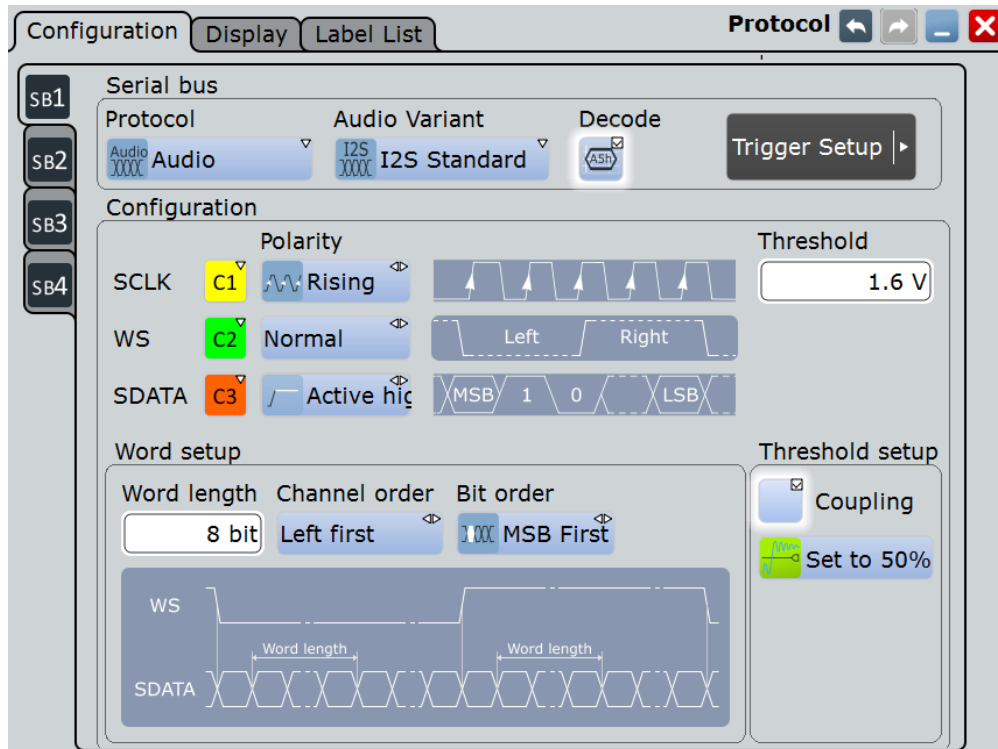 Configuration Display Label List Protocol
SB1
SB2
SB3
SB4
Serial bus
Protocol Audio Variant Decode
Audio Audio I2S I2S Standard ASh Trigger Setup
Configuration
Polarity Threshold
SCLK C1 Rising 1.6 V
WS C2 Normal Left Right
SDATA C3 Active hig MSB 1 0 LSB
Word setup Threshold setup
Word length Channel order Bit order Coupling
8 bit Left first MSB First
Set to 50%
WS
Word length Word length
SDATA